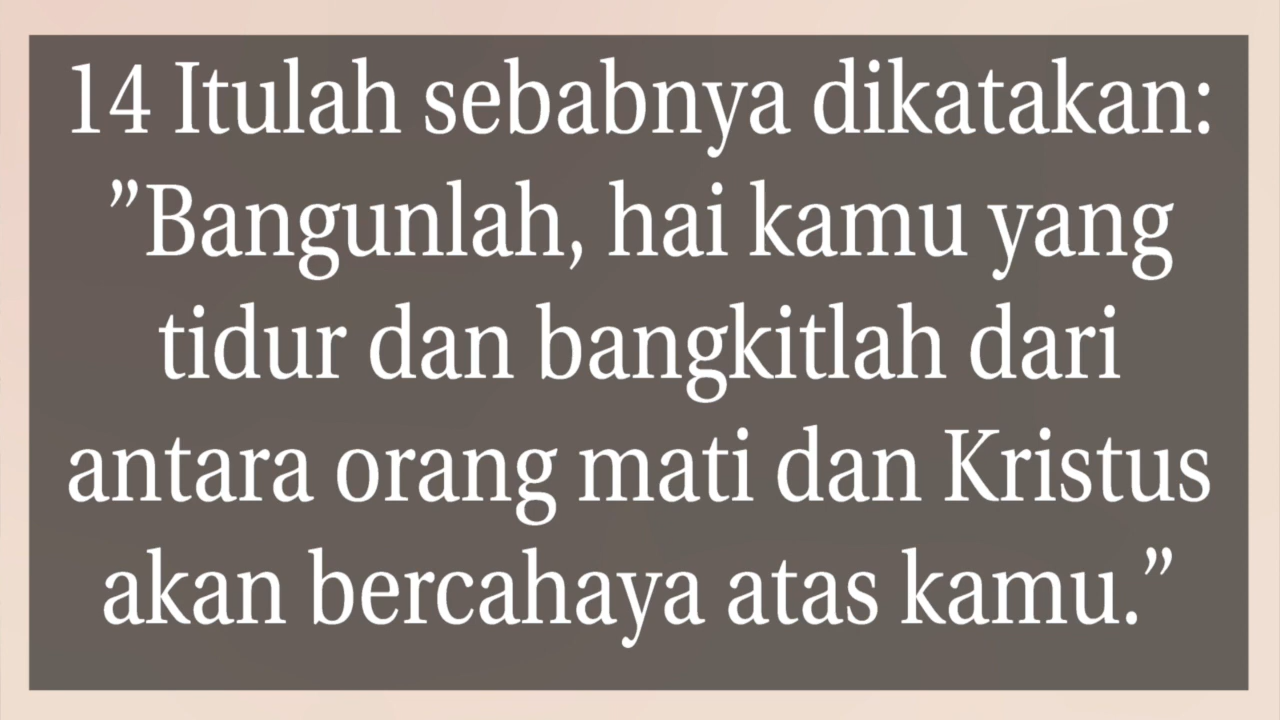 14 Itulah sebabnya dikatakan:
”Bangunlah, hai kamu yang
tidur dan bangkitlah dari
antara orang mati dan Kristus
akan bercahaya atas kamu.”